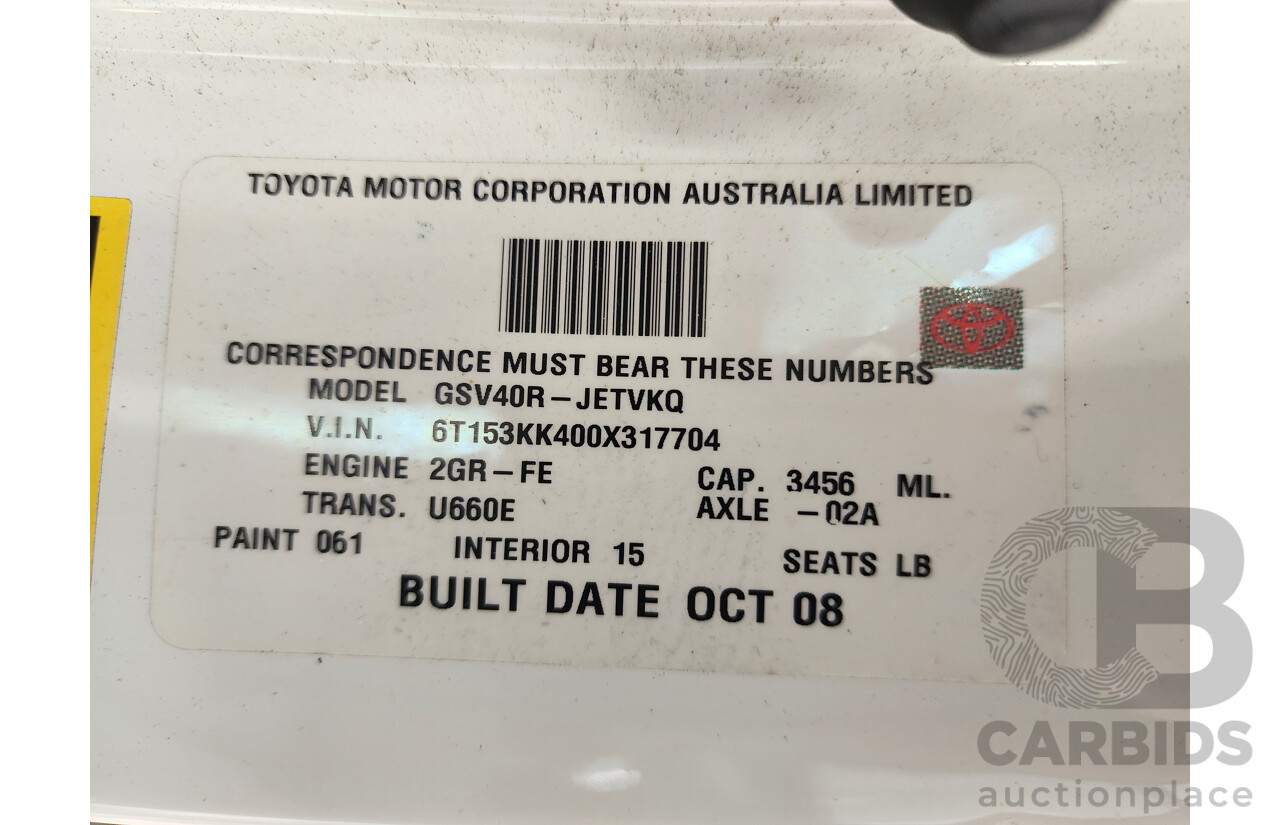 TOYOTA MOTOR CORPORATION AUSTRALIA LIMITED
CORRESPONDENCE MUST BEAR THESE NUMBERS
MODEL GSV40R-JETVKQ
V.I.N. 6T153KK400X317704
ENGINE 2GR-FE CAP. 3456 ML.
TRANS. U660E AXLE -02A
PAINT 061 INTERIOR 15 SEATS LB
BUILT DATE OCT 08
CB
CARBIDS
auctionplace